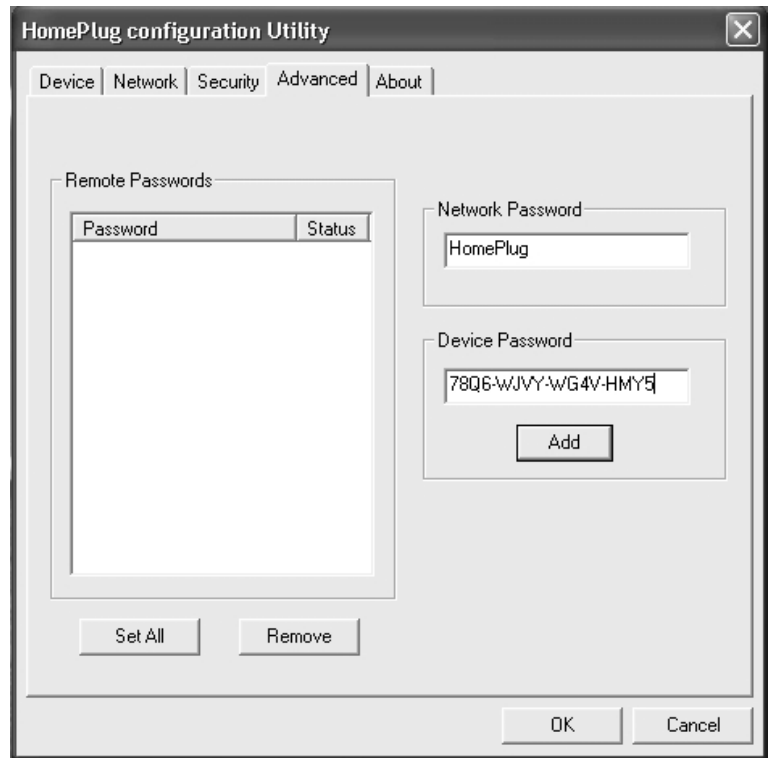 HomePlug configuration Utility
Device Network Security Advanced About
Remote Passwords
Password Status
Network Password
HomePlug
Device Password
78Q6-WJVY-WG4V-HMY5
Add
Set All Remove
OK Cancel